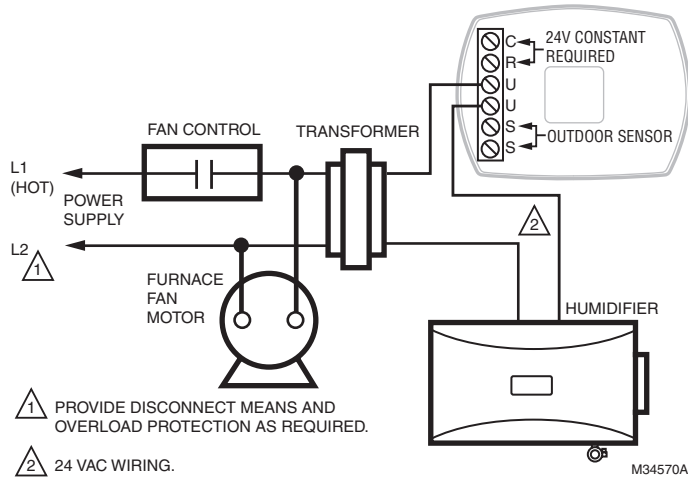 C
24V CONSTANT
R
REQUIRED
U
U
S
OUTDOOR SENSOR
S
FAN CONTROL
TRANSFORMER
L1
(HOT)
POWER
SUPPLY
L2
1
2
FURNACE
FAN
MOTOR
HUMIDIFIER
1 PROVIDE DISCONNECT MEANS AND
OVERLOAD PROTECTION AS REQUIRED.
2 24 VAC WIRING.
M34570A